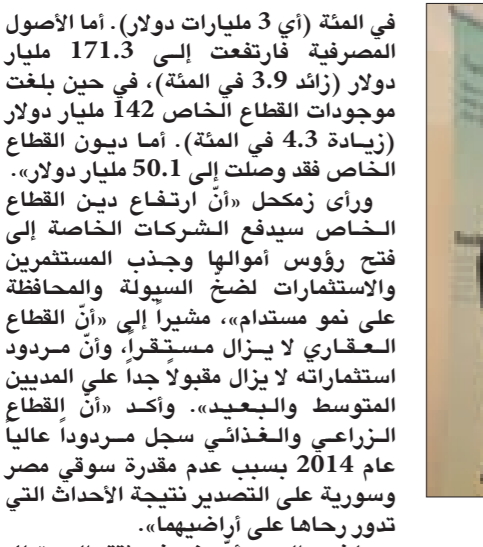 في المئة (أي 3 مليارات دولار). أما الأصول
المصرفية فارتفعت إلى 171.3 مليار
دولار (زائد 3.9 في المئة)، في حين بلغت
موجودات القطاع الخاص 142 مليار دولار
(زيادة 4.3 في المئة). أما ديون القطاع
الخاص فقد وصلت إلى 50.1 مليار دولار».
ورأى زمكحل «أنّ ارتفاع دين القطاع
الخاص سيدفع الشركات الخاصة إلى
فتح رؤوس أموالها وجذب المستثمرين
والاستثمارات لضخّ السيولة والمحافظة
على نمو مستدام»، مشيراً إلى «أنّ القطاع
العقاري لا يزال مستقراً، وأنّ مردود
استثماراته لا يزال مقبولاً جداً على المديين
المتوسط والبعيد». وأكد «أنّ القطاع
الزراعي والغذائي سجل مردوداً عالياً
عام 2014 بسبب عدم مقدرة سوقي مصر
وسورية على التصدير نتيجة الأحداث التي
تدور رحاها على أراضيهما».